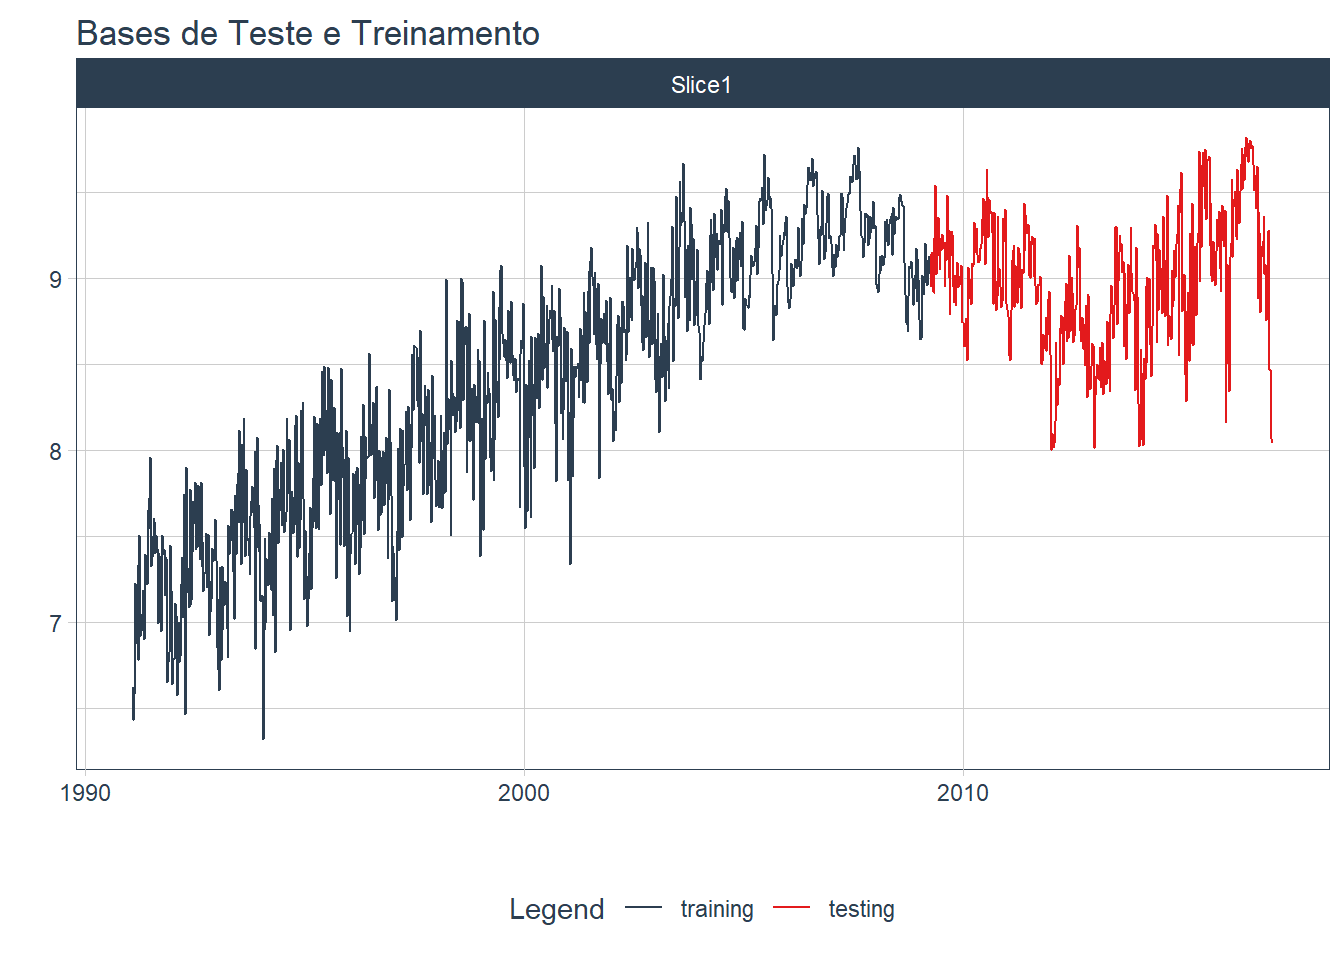 Bases de Teste e Treinamento
Slice1
9
8
7
1990 2000 2010
Legend training testing